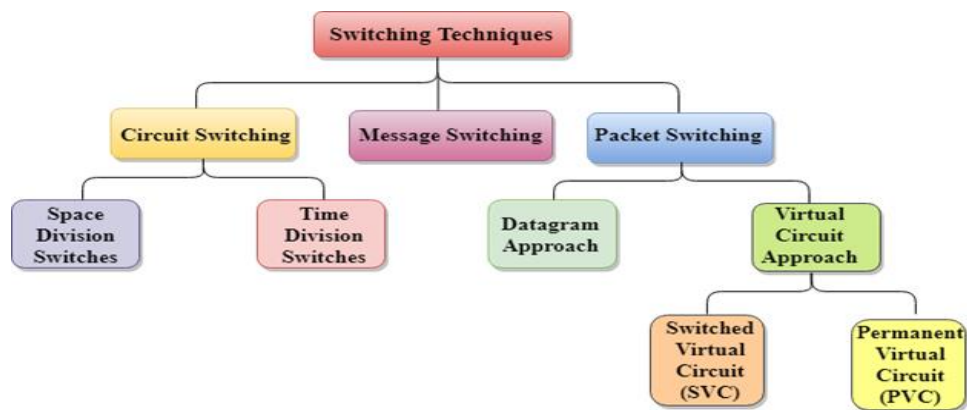 Switching Techniques
Circuit Switching
Message Switching
Packet Switching
Space
Division
Switches
Time
Division
Switches
Datagram
Approach
Virtual
Circuit
Approach
Switched
Virtual
Circuit
(SVC)
Permanent
Virtual
Circuit
(PVC)